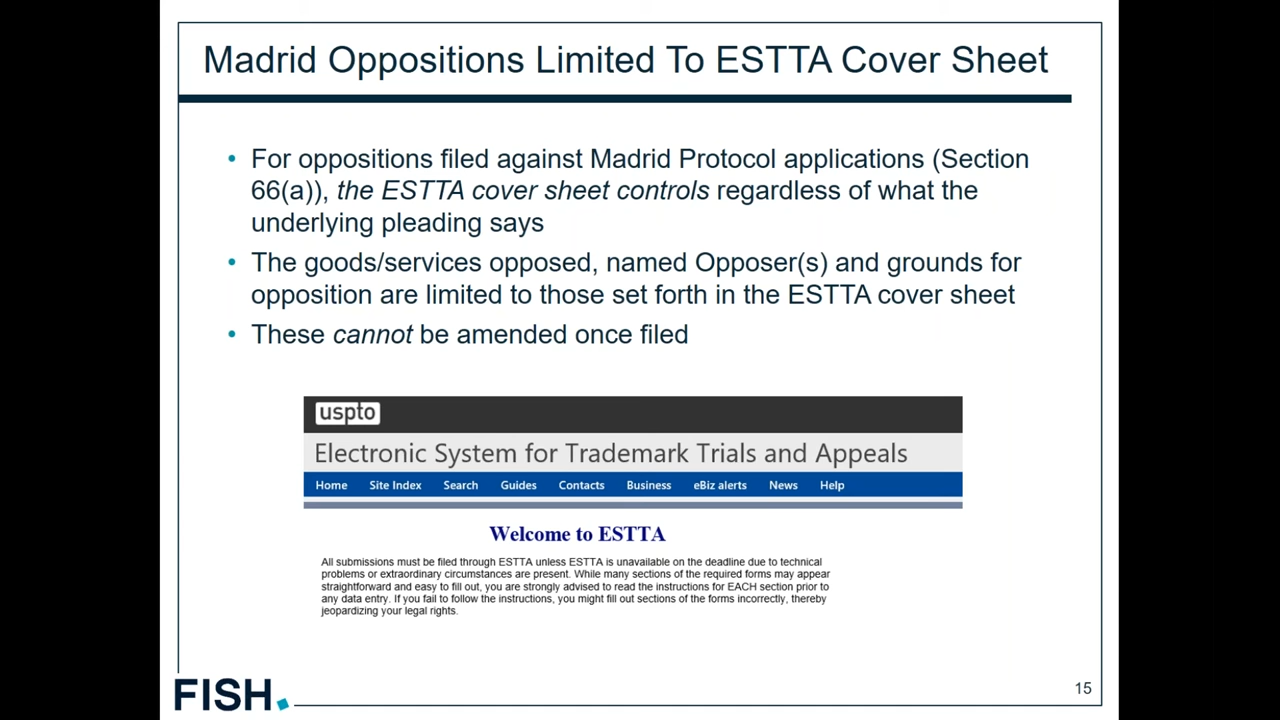 Madrid Oppositions Limited To ESTTA Cover Sheet
• For oppositions filed against Madrid Protocol applications (Section
66(a)), the ESTTA cover sheet controls regardless of what the
underlying pleading says
• The goods/services opposed, named Opposer(s) and grounds for
opposition are limited to those set forth in the ESTTA cover sheet
• These cannot be amended once filed
uspto
Electronic System for Trademark Trials and Appeals
Home Site Index Search Guides Contacts Business eBiz alerts News Help
Welcome to ESTTA
All submissions must be filed through ESTTA unless ESTTA is unavailable on the deadline due to technical
problems or extraordinary circumstances are present. While many sections of the required forms may appear
straightforward and easy to fill out, you are strongly advised to read the instructions for EACH section prior to
any data entry. If you fail to follow the instructions, you might fill out sections of the forms incorrectly, thereby
jeopardizing your legal rights.
FISH.
15